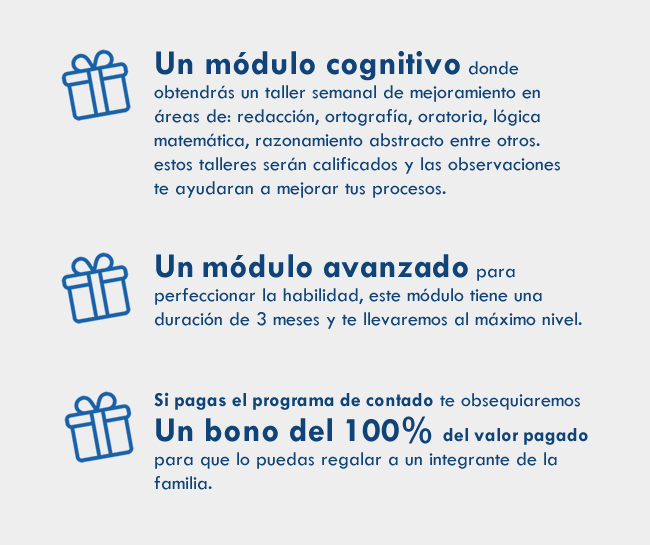 Un módulo cognitivo donde
obtendrás un taller semanal de mejoramiento en
áreas de: redacción, ortografía, oratoria, lógica
matemática, razonamiento abstracto entre otros.
estos talleres serán calificados y las observaciones
te ayudaran a mejorar tus procesos.
Un módulo avanzado para
perfeccionar la habilidad, este módulo tiene una
duración de 3 meses y te llevaremos al máximo nivel.
Si pagas el programa de contado te obsequiaremos
Un bono del 100% del valor pagado
para que lo puedas regalar a un integrante de la
familia.